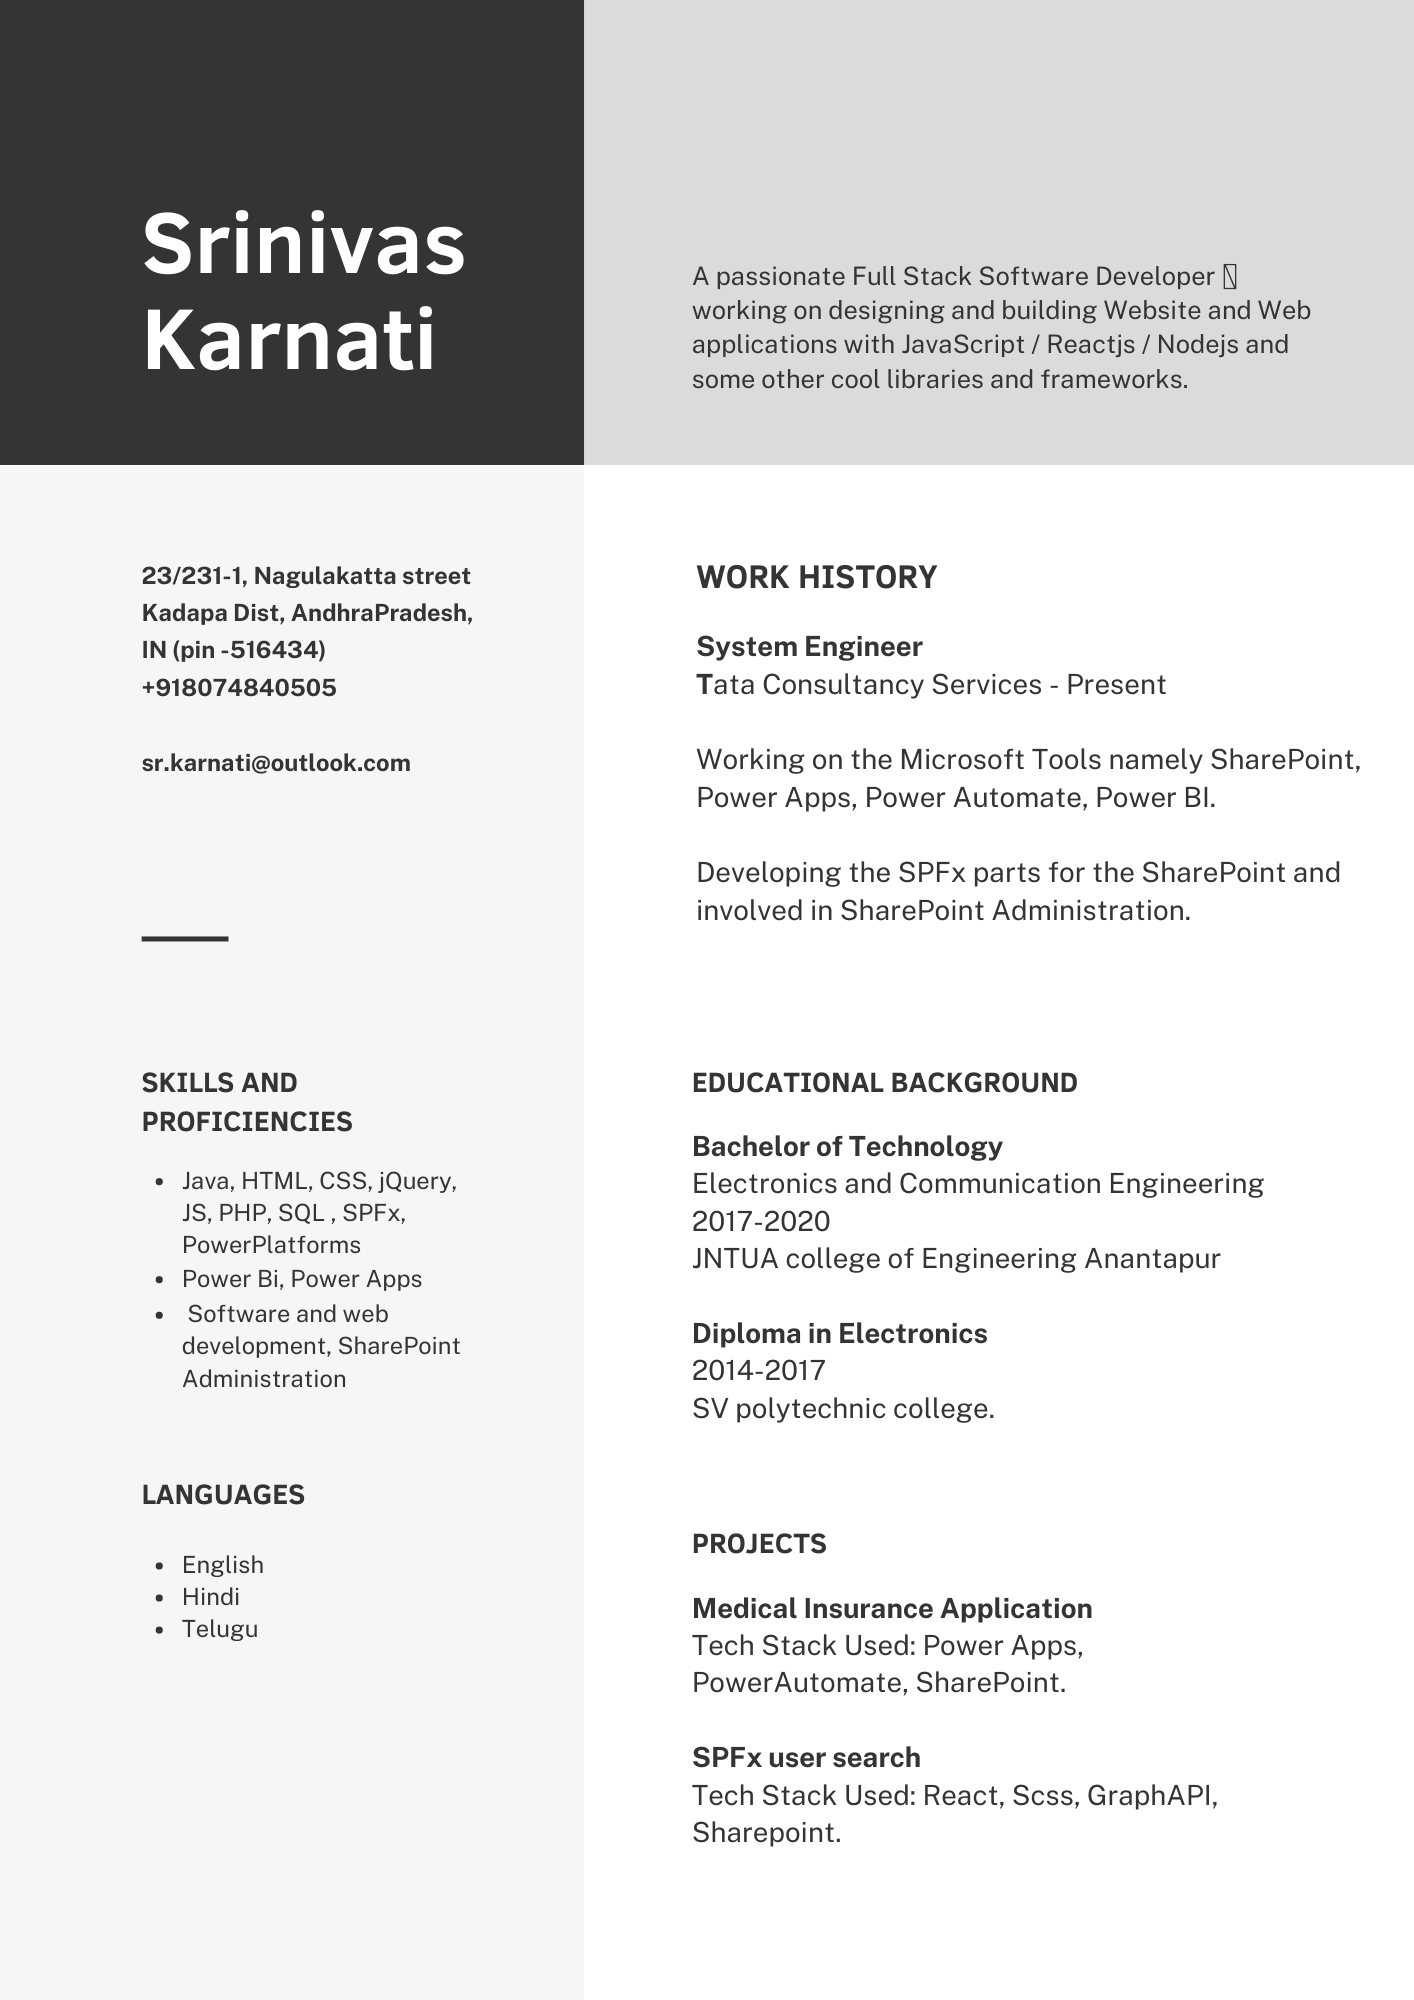 Srinivas
Karnati
A passionate Full Stack Software Developer
working on designing and building Website and Web
applications with JavaScript / Reactjs / Nodejs and
some other cool libraries and frameworks.
23/231-1, Nagulakatta street
Kadapa Dist, AndhraPradesh,
IN (pin -516434)
+918074840505
sr.karnati@outlook.com
SKILLS AND
PROFICIENCIES
• Java, HTML, CSS, jQuery,
JS, PHP, SQL , SPFx,
PowerPlatforms
• Power Bi, Power Apps
• Software and web
development, SharePoint
Administration
LANGUAGES
• English
• Hindi
• Telugu
WORK HISTORY
System Engineer
Tata Consultancy Services - Present
Working on the Microsoft Tools namely SharePoint,
Power Apps, Power Automate, Power BI.
Developing the SPFx parts for the SharePoint and
involved in SharePoint Administration.
EDUCATIONAL BACKGROUND
Bachelor of Technology
Electronics and Communication Engineering
2017-2020
JNTUA college of Engineering Anantapur
Diploma in Electronics
2014-2017
SV polytechnic college.
PROJECTS
Medical Insurance Application
Tech Stack Used: Power Apps,
PowerAutomate, SharePoint.
SPFx user search
Tech Stack Used: React, Scss, GraphAPI,
Sharepoint.